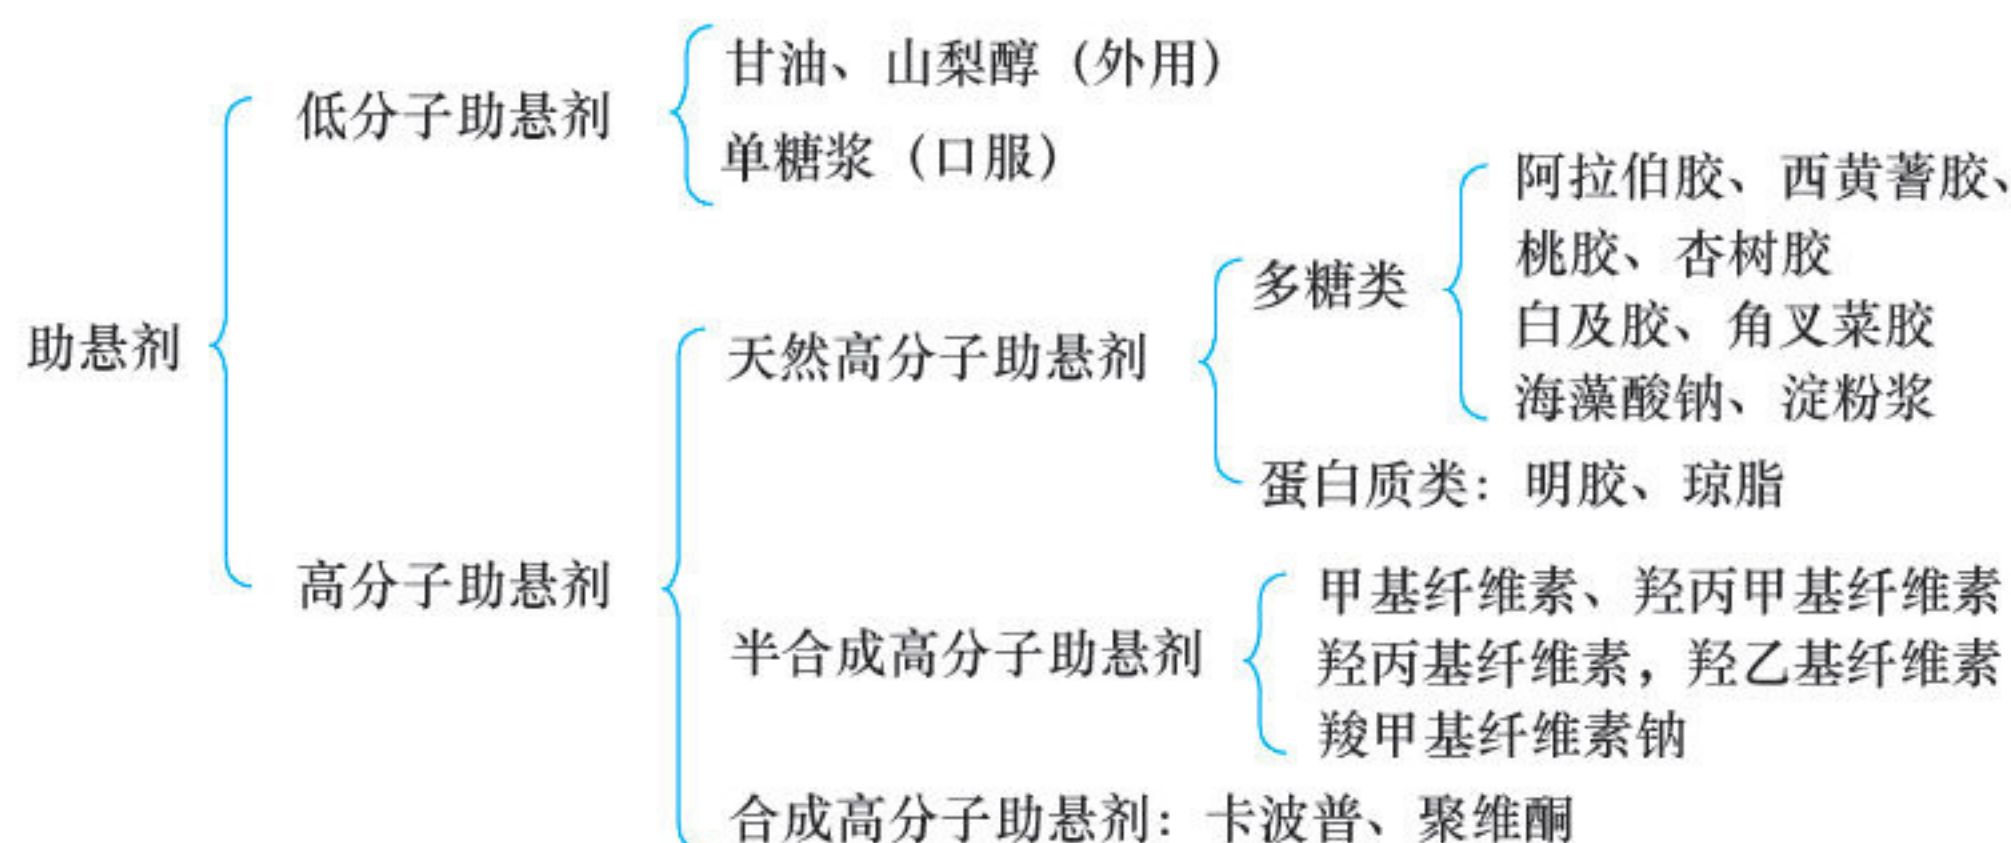 助悬剂
低分子助悬剂
甘油、山梨醇（外用）
单糖浆（口服）
高分子助悬剂
天然高分子助悬剂
多糖类
阿拉伯胶、西黄蓍胶、
桃胶、杏树胶
白及胶、角叉菜胶
海藻酸钠、淀粉浆
蛋白质类：明胶、琼脂
半合成高分子助悬剂
甲基纤维素、羟丙甲基纤维素
羟丙基纤维素，羟乙基纤维素
羧甲基纤维素钠
合成高分子助悬剂：卡波普、聚维酮